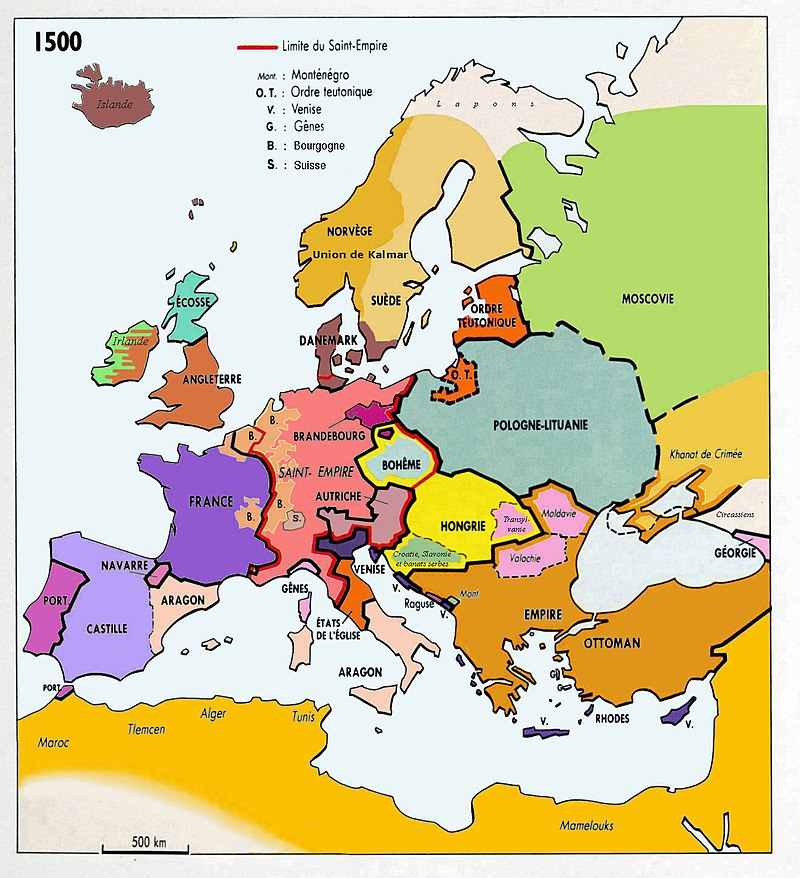 1500
Limite du Saint-Empire
Mont. : Monténégro
O.T. : Ordre teutonique
V. : Venise
G. : Gênes
B. : Bourgogne
S. : Suisse
Islande
Lapons
NORVÈGE
Union de Kalmar
SUÈDE
MOSCOVIE
ÉCOSSE
ORDRE
TEUTONIQUE
DANEMARK
Irlande
ANGLETERRE
O. T.
POLOGNE-LITUANIE
B.
B.
BRANDEBOURG
Khanat de Crimée
BOHÊME
SAINT- EMPIRE
AUTRICHE
FRANCE
B.
B.
S.
HONGRIE
Transyl-
vanie
Moldavie
Circassiens
GÉORGIE
Croatie, Slavonie
et banats serbes
Valachie
NAVARRE
VENISE
GÊNES
PORT.
ARAGON
CASTILLE
V.
Raguse
Mont.
V.
ÉTATS
DE L'ÉGLISE
EMPIRE
OTTOMAN
ARAGON
G.
PORT.
V.
RHODES
V.
Maroc
Tlemcen
Alger
Tunis
Mamelouks
500 km